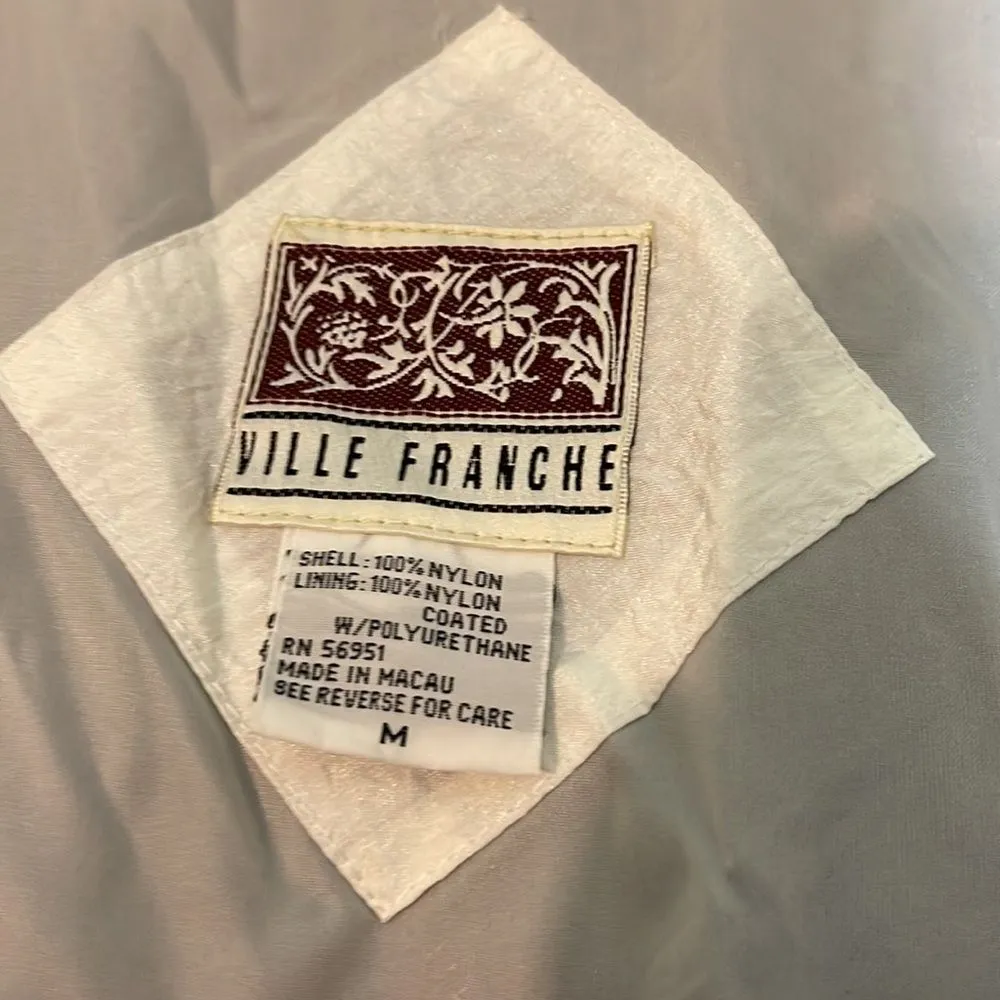 VILLE FRANCHE
SHELL: 100% NYLON
LINING: 100% NYLON
COATED
W/POLYURETHANE
RN 56951
MADE IN MACAU
SEE REVERSE FOR CARE
M